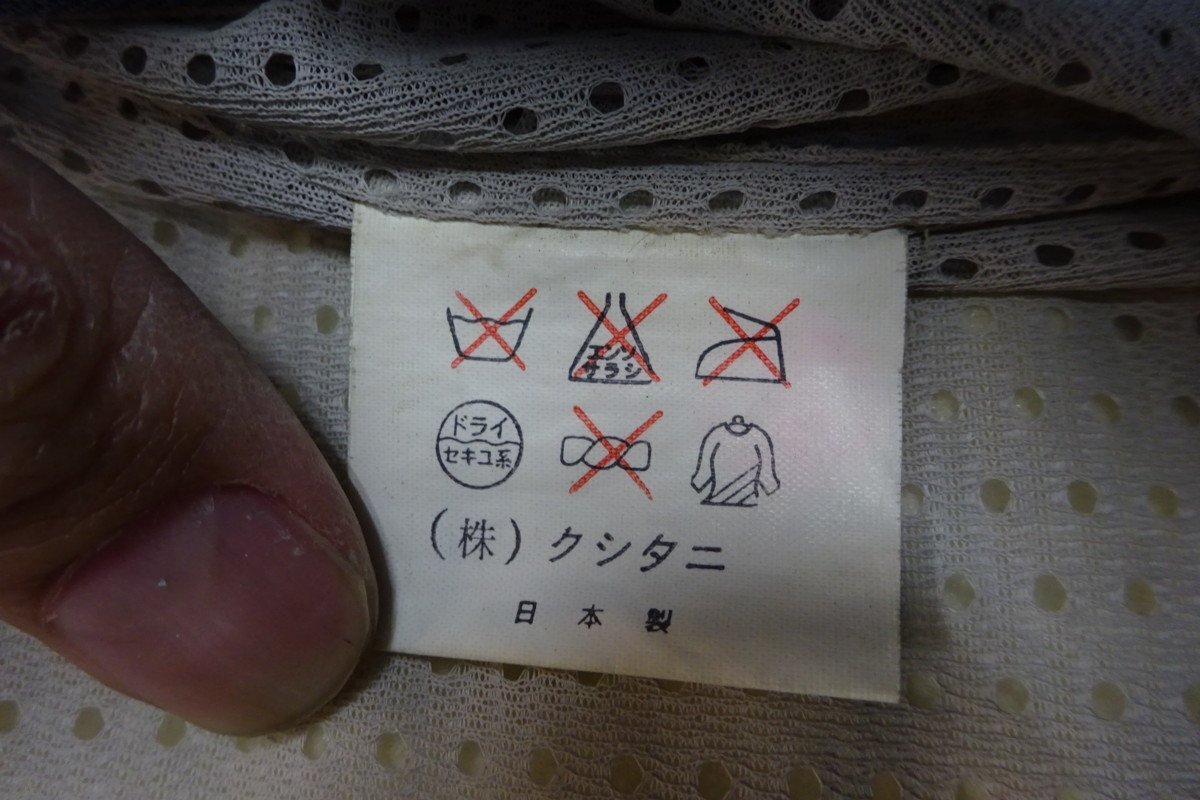 エンソ
サラシ
ドライ
セキユ系
(株) クシタニ
日本製